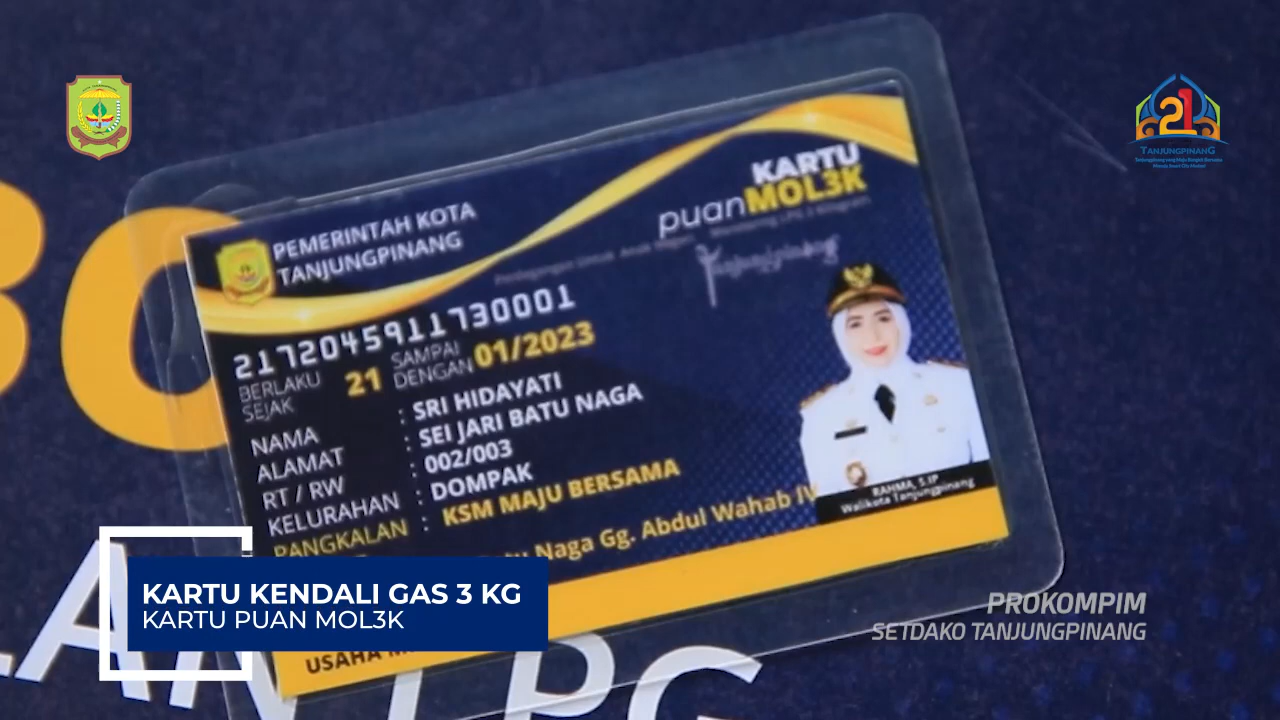 TANJUNGPINANG
KARTU
puanMOL3K
PEMERINTAH KOTA
TANJUNGPINANG
Tanjungpinang
2172045911730001
BERLAKU SEJAK 21 SAMPAI DENGAN 01/2023
NAMA : SRI HIDAYATI
ALAMAT : SEI JARI BATU NAGA
RT / RW : 002/003
KELURAHAN : DOMPAK
PANGKALAN : KSM MAJU BERSAMA
Naga Gg. Abdul Wahab IV
RAHMA, S.IP
Walikota Tanjungpinang
USAHA
KARTU KENDALI GAS 3 KG
KARTU PUAN MOL3K
PROKOMPIM
SETDAKO TANJUNGPINANG